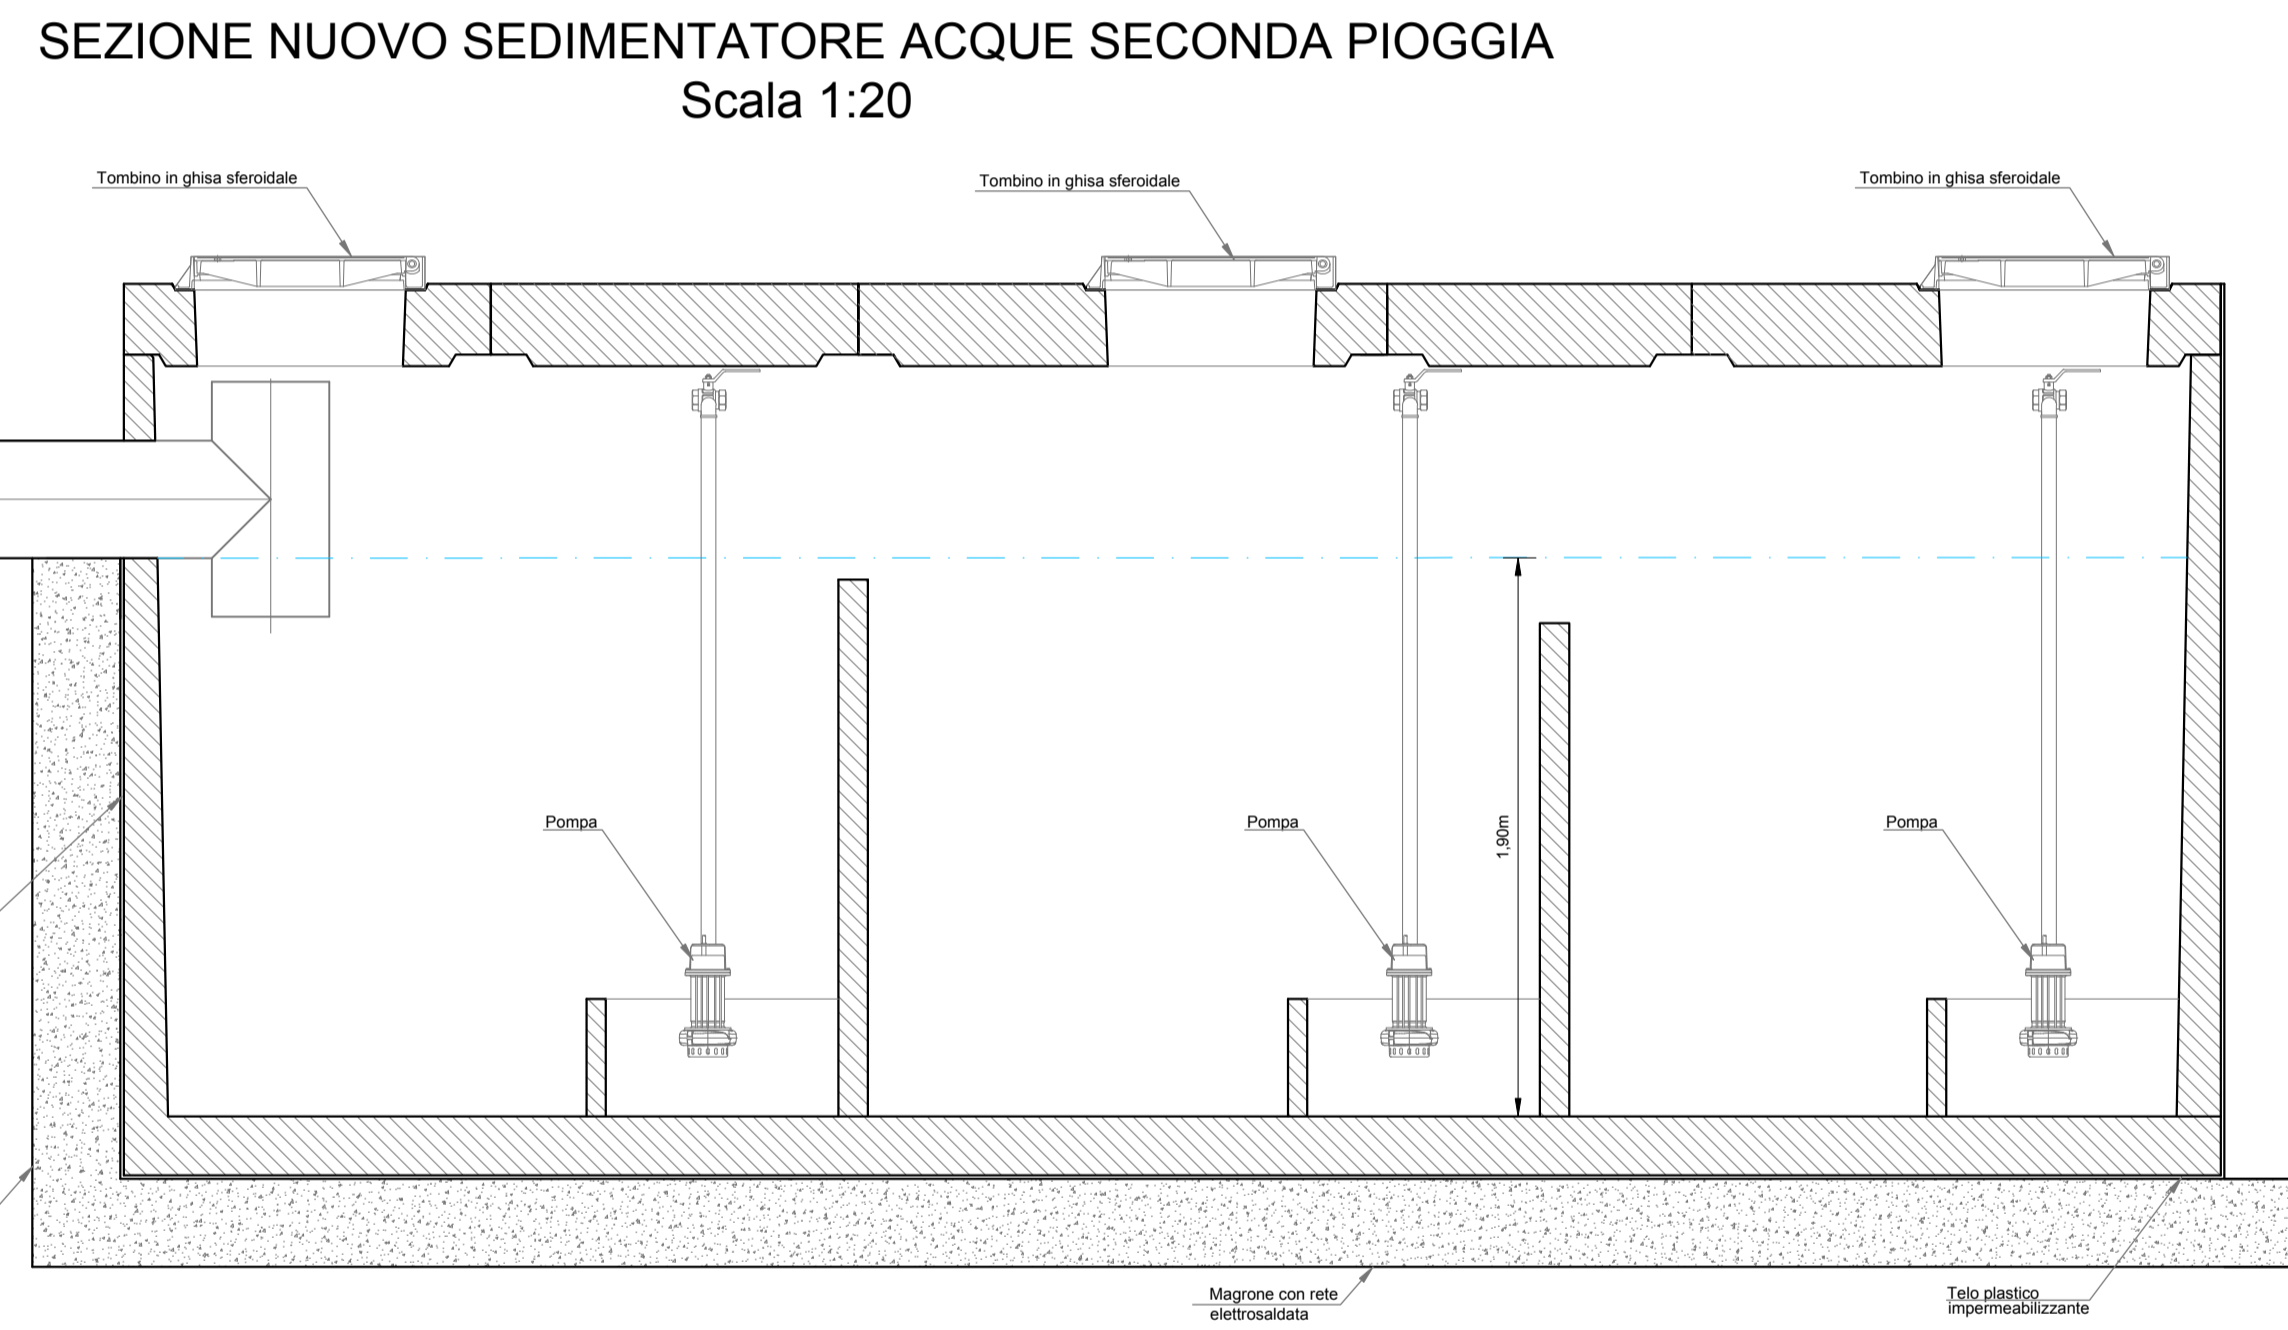 SEZIONE NUOVO SEDIMENTATORE ACQUE SECONDA PIOGGIA
Scala 1:20
Tombino in ghisa sferoidale
Tombino in ghisa sferoidale
Tombino in ghisa sferoidale
Pompa
Pompa
1,90m
Pompa
Magrone con rete
elettrosaldata
Telo plastico
impermeabilizzante